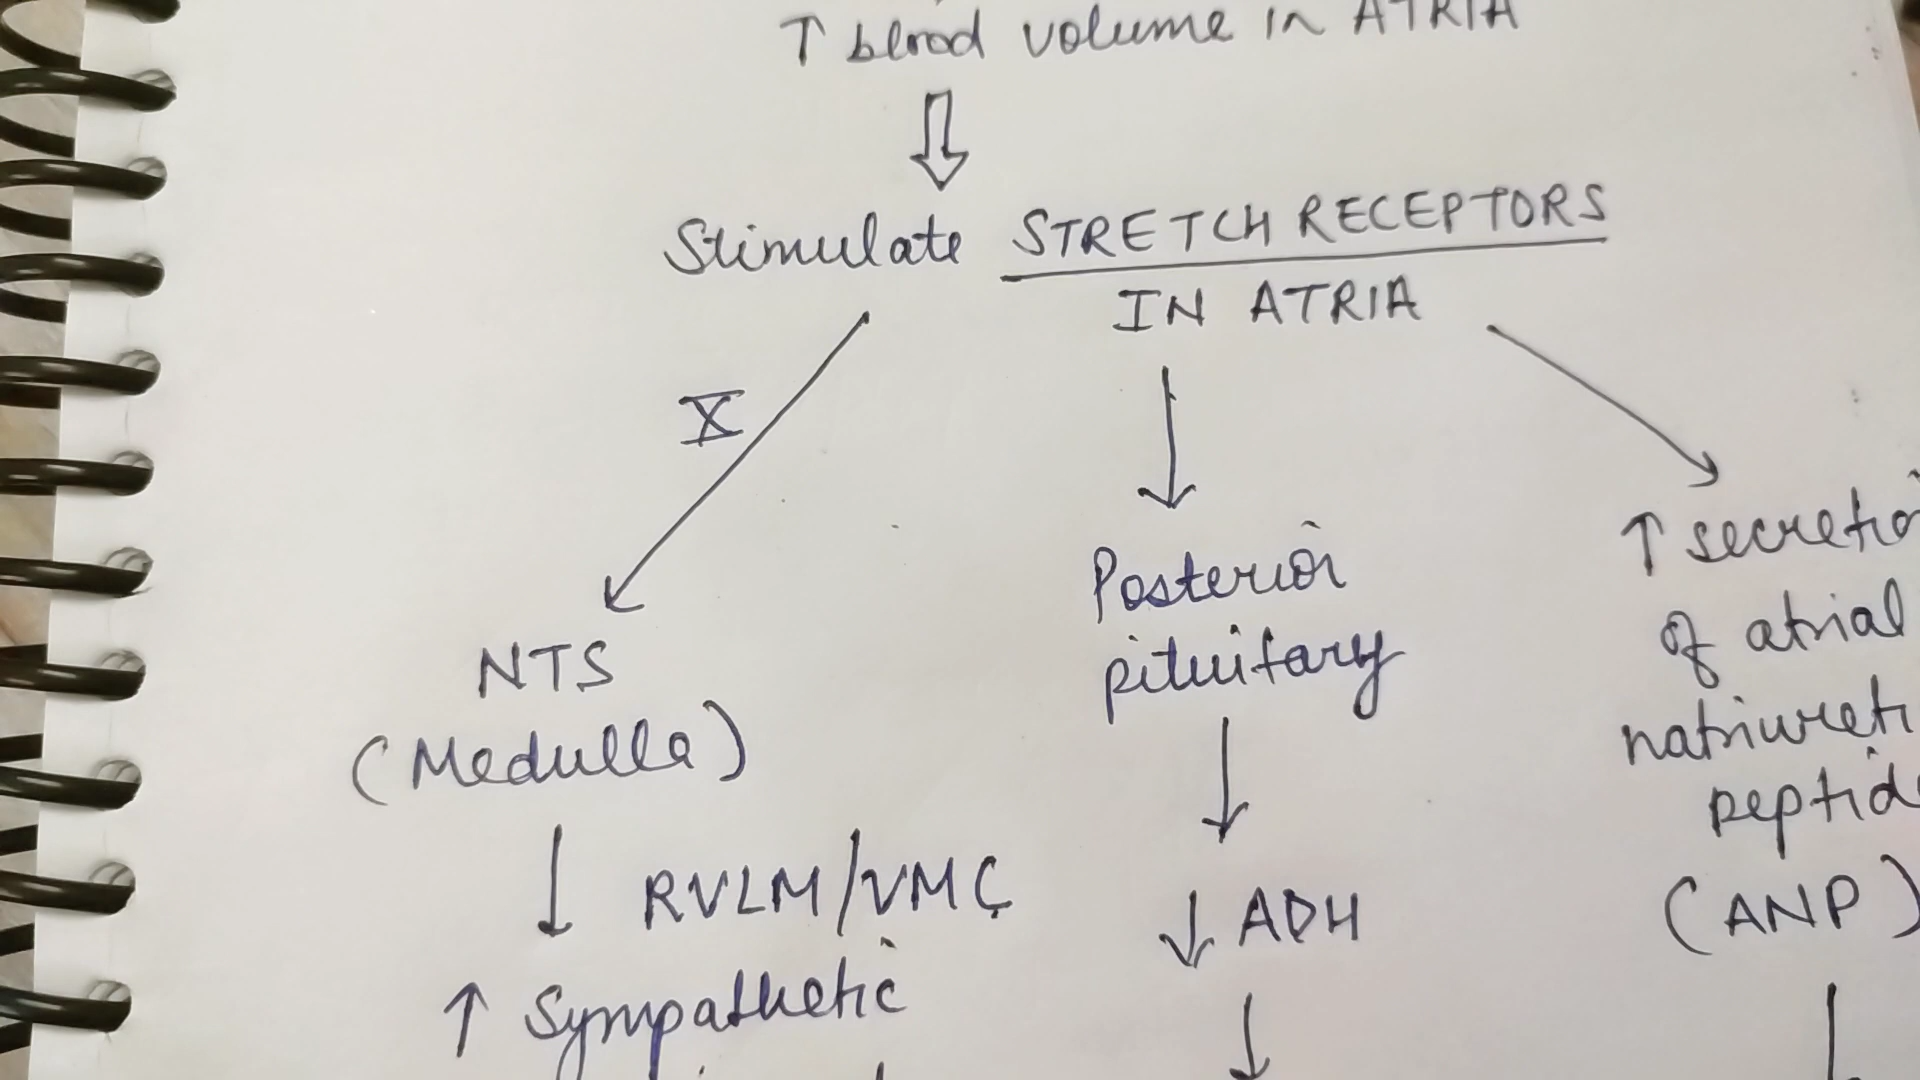 ↑ blood volume in ATRIA
Stimulate STRETCH RECEPTORS
IN ATRIA
X
NTS
(Medulla)
RVLM/VMC
↑ Sympathetic
Posterior
pituitary
↓ ADH
↑ secretio
of atrial
natriureti
peptid
(ANP)